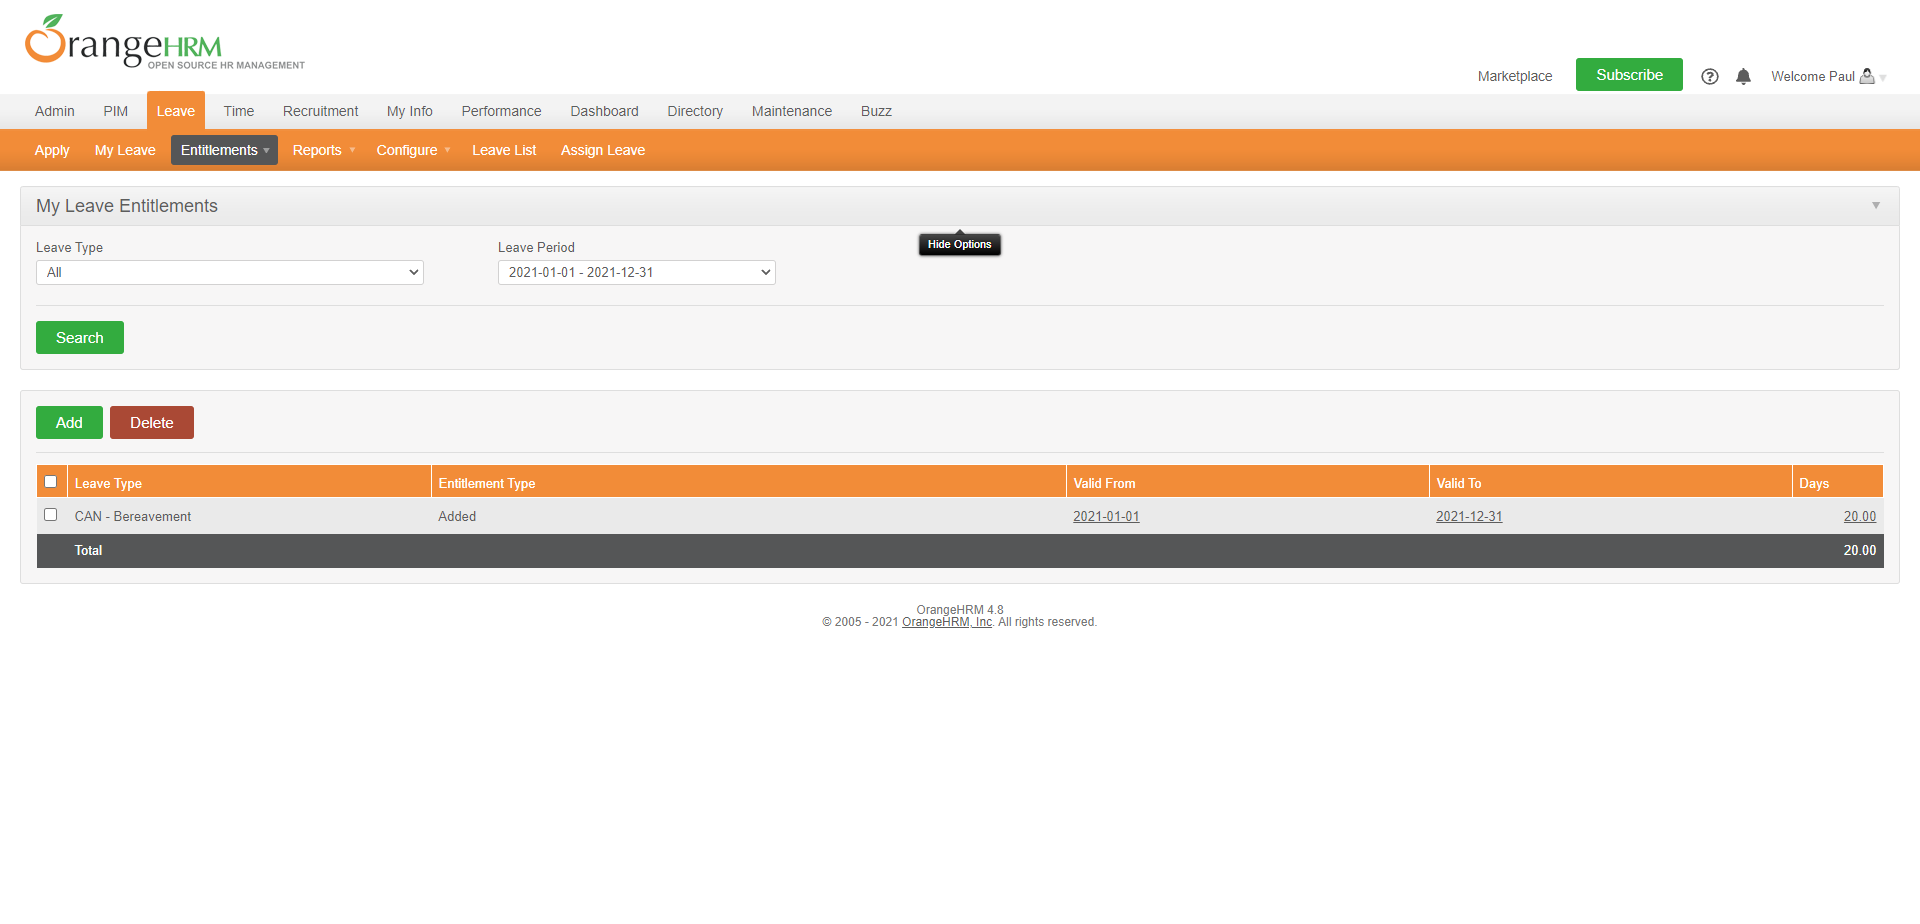 OrangeHRM
OPEN SOURCE HR MANAGEMENT
Marketplace Subscribe Welcome Paul
Admin PIM Leave Time Recruitment My Info Performance Dashboard Directory Maintenance Buzz
Apply My Leave Entitlements Reports Configure Leave List Assign Leave
My Leave Entitlements
Hide Options
Leave Type Leave Period
All 2021-01-01 - 2021-12-31
Search
Add Delete
Leave Type Entitlement Type Valid From Valid To Days
CAN - Bereavement Added 2021-01-01 2021-12-31 20.00
Total 20.00
OrangeHRM 4.8
© 2005 - 2021 OrangeHRM, Inc. All rights reserved.